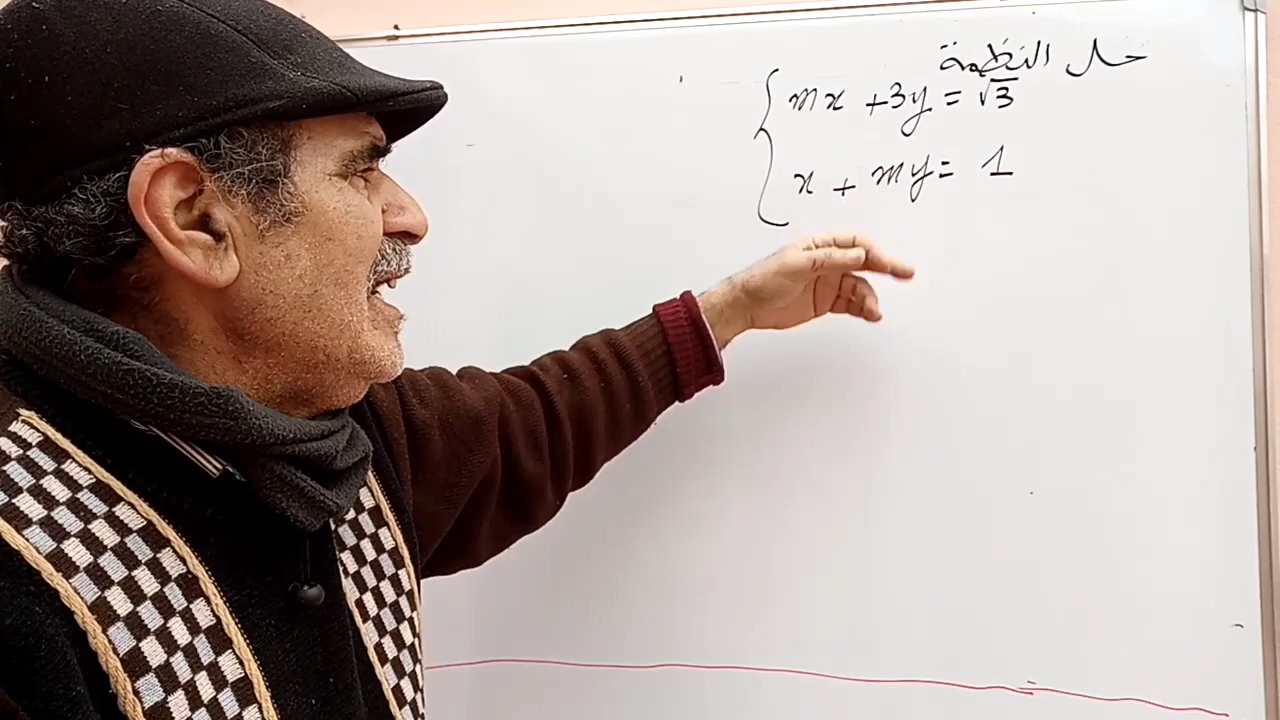 حل النظمة
mx + 3y = √3
x + my = 1